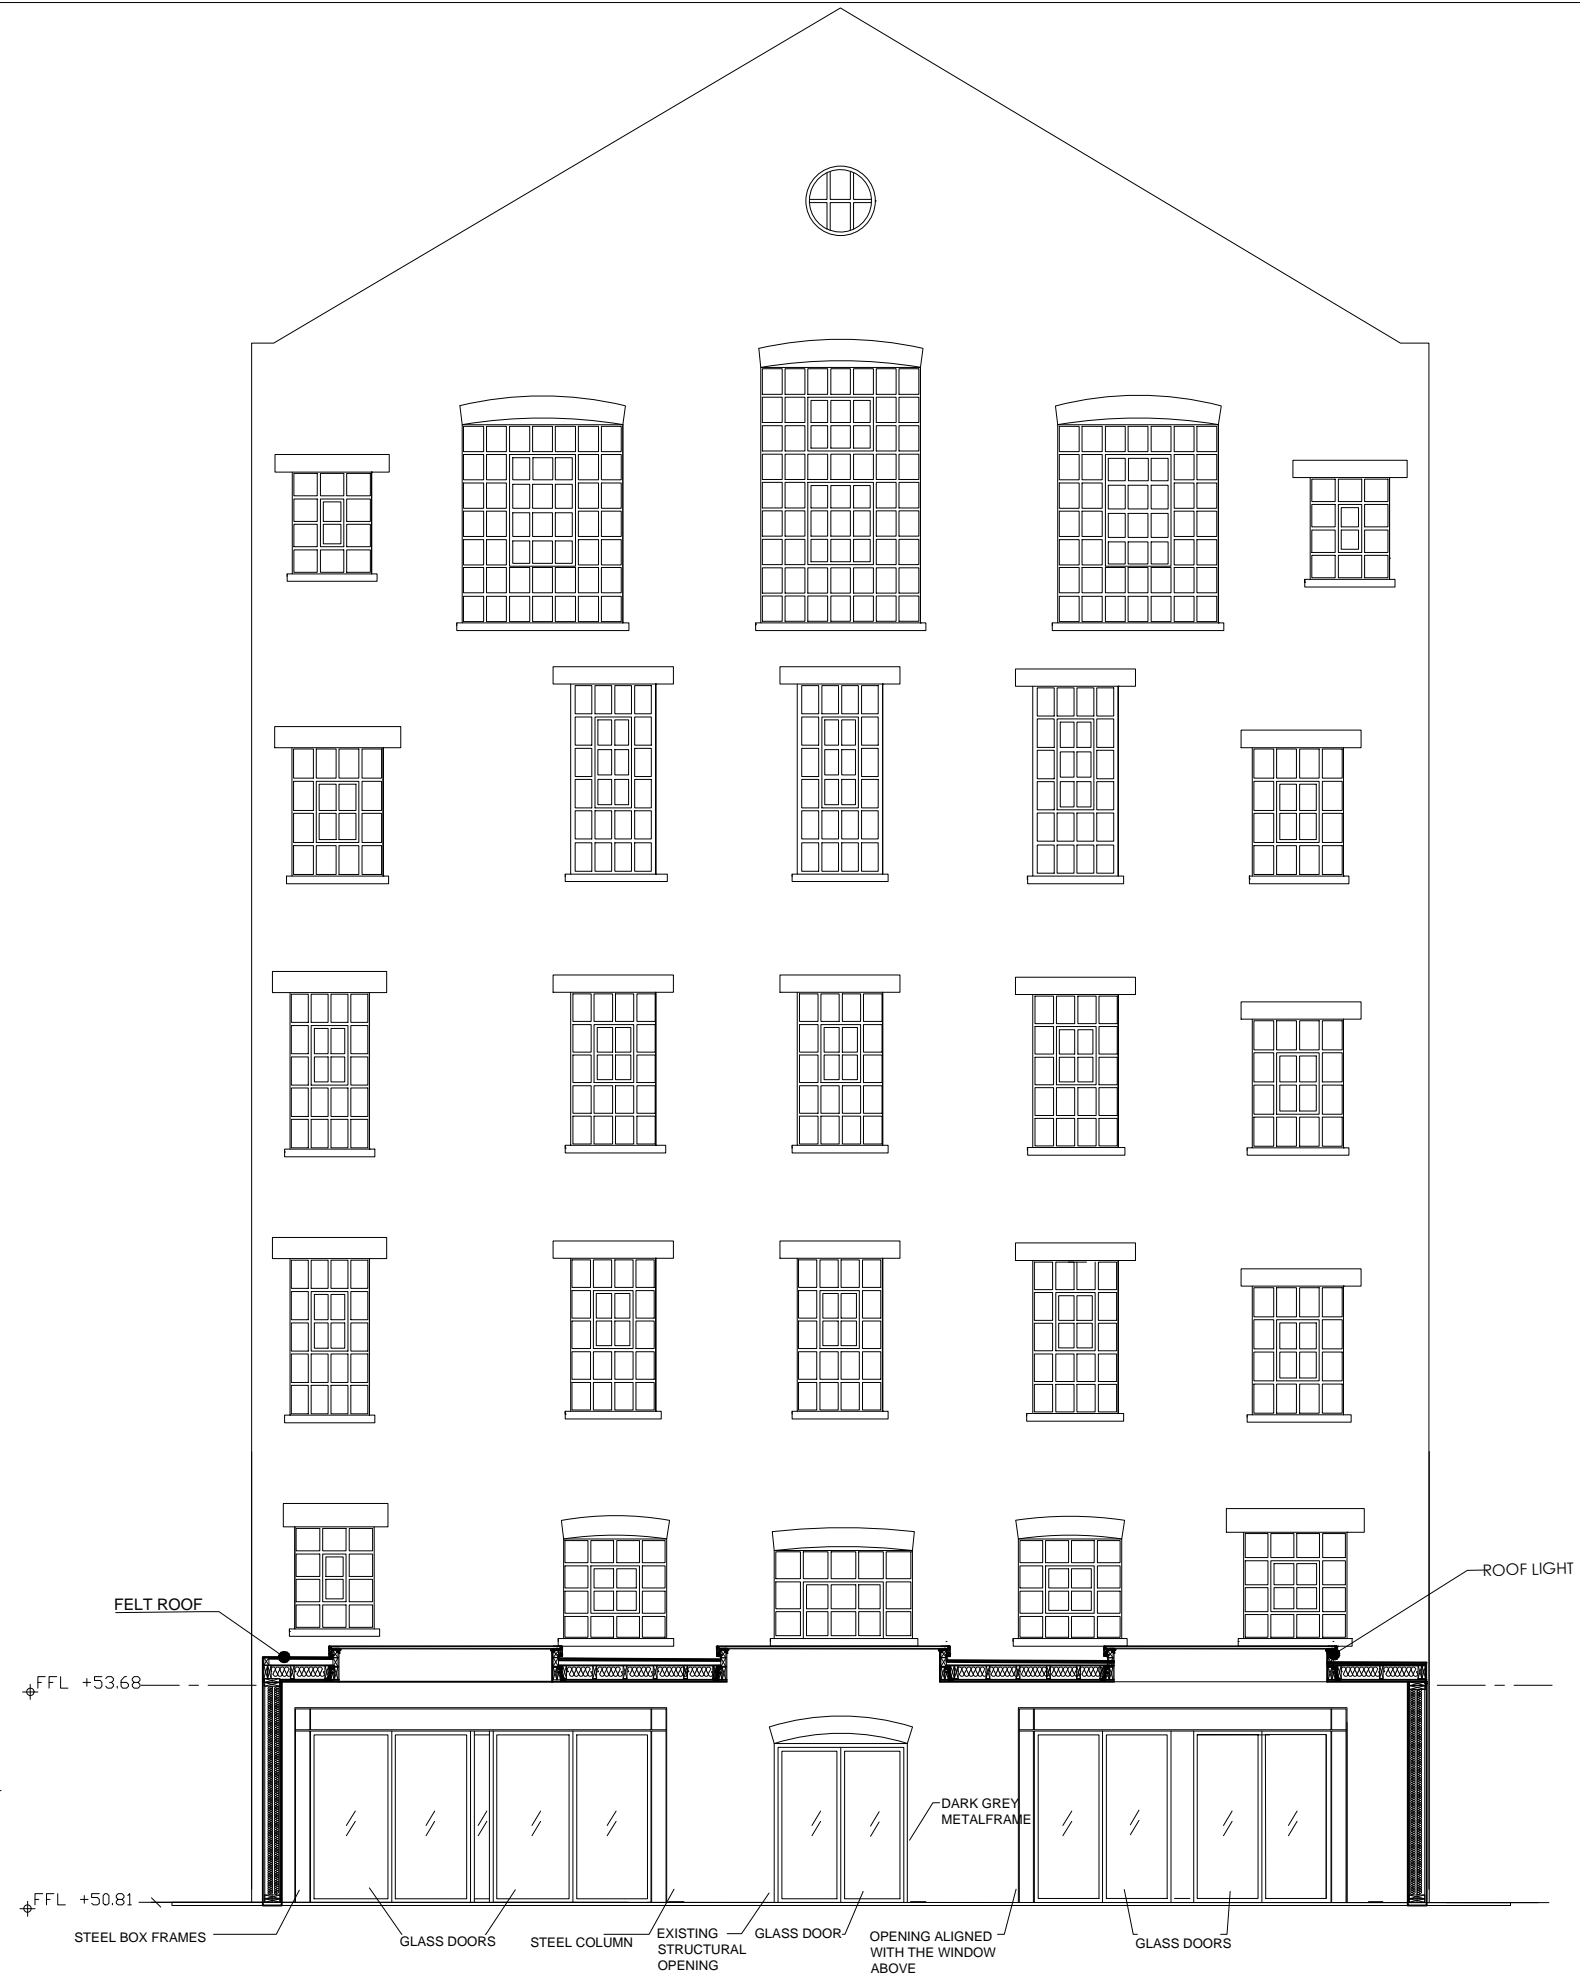 ROOF LIGHT
FELT ROOF
FFL +53.68
DARK GREY
METALFRAME
FFL +50.81
STEEL BOX FRAMES
GLASS DOORS
STEEL COLUMN
EXISTING
STRUCTURAL
OPENING
GLASS DOOR
OPENING ALIGNED
WITH THE WINDOW
ABOVE
GLASS DOORS